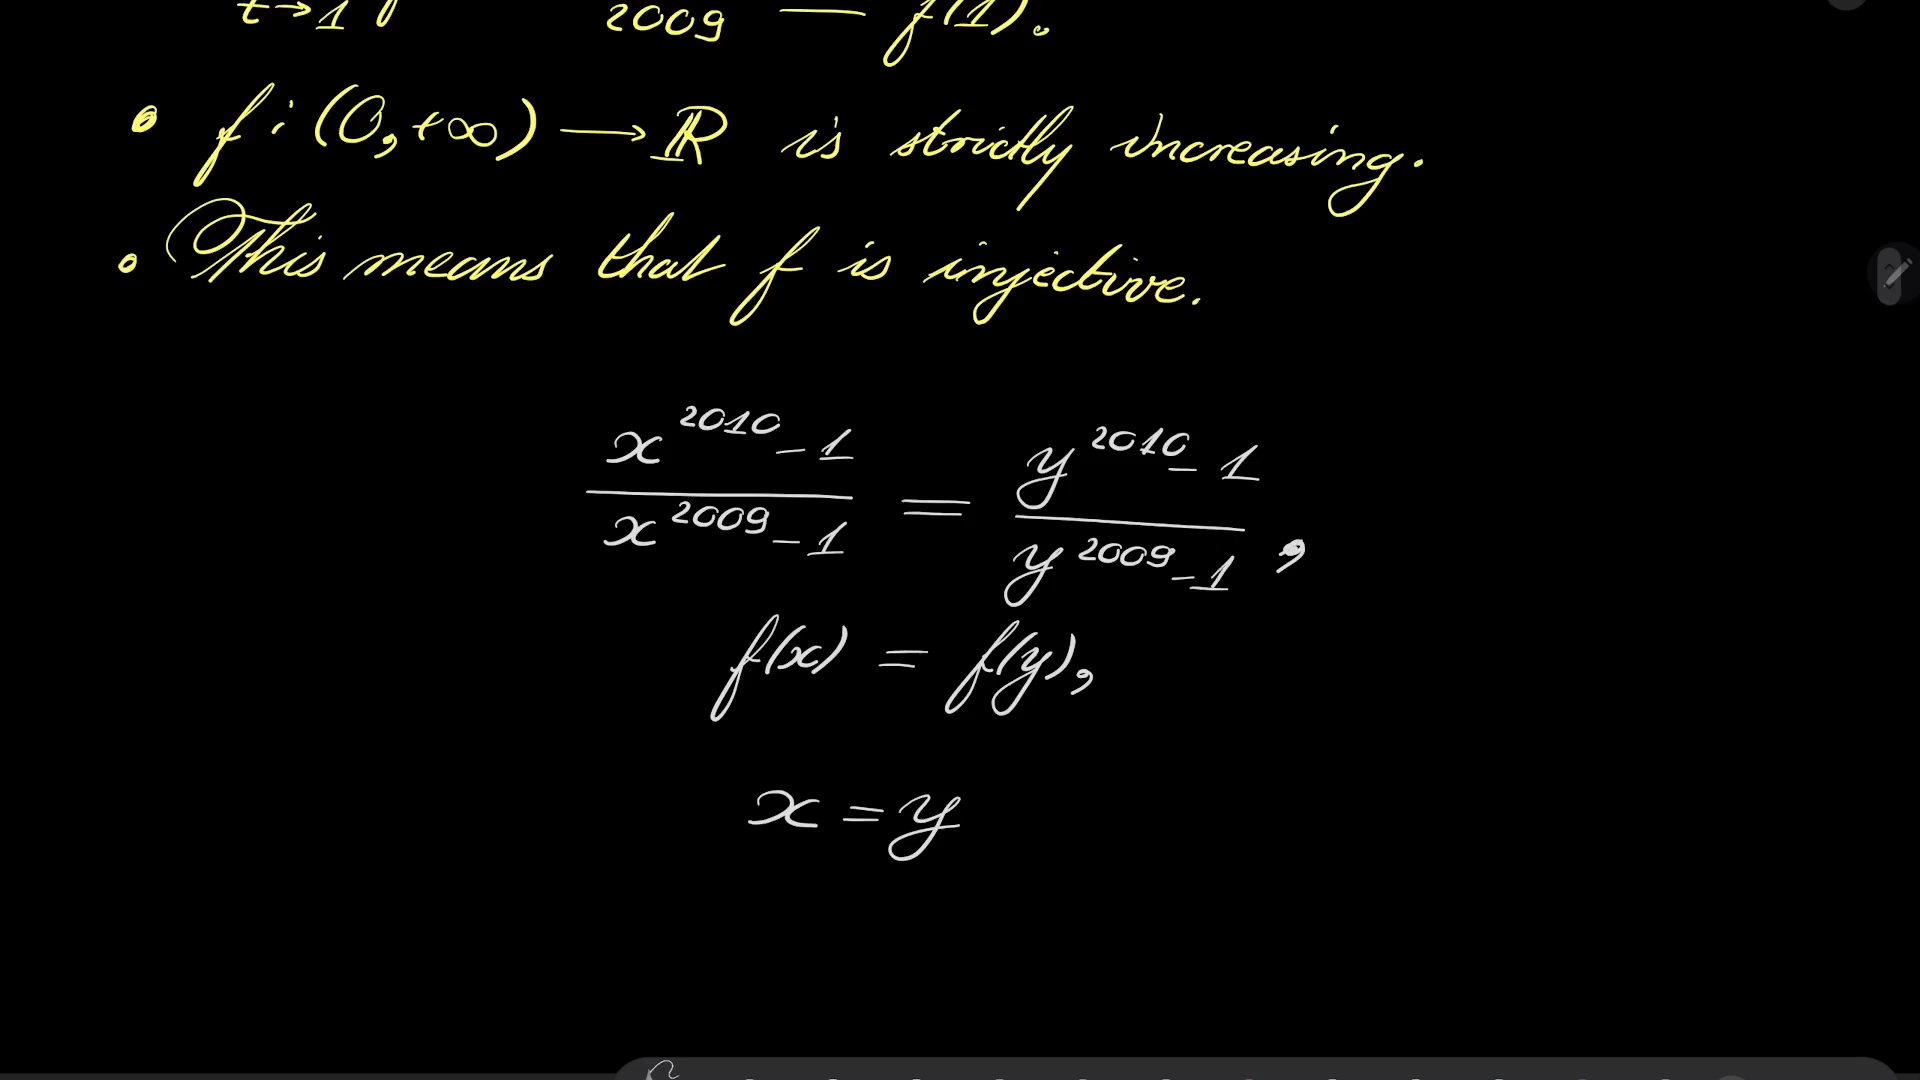 t→1 2009 — f(1).
• f: (0,+∞) → ℝ is strictly increasing.
• This means that f is injective.
x^2010 - 1 / x^2009 - 1 = y^2010 - 1 / y^2009 - 1 ,
f(x) = f(y),
x = y